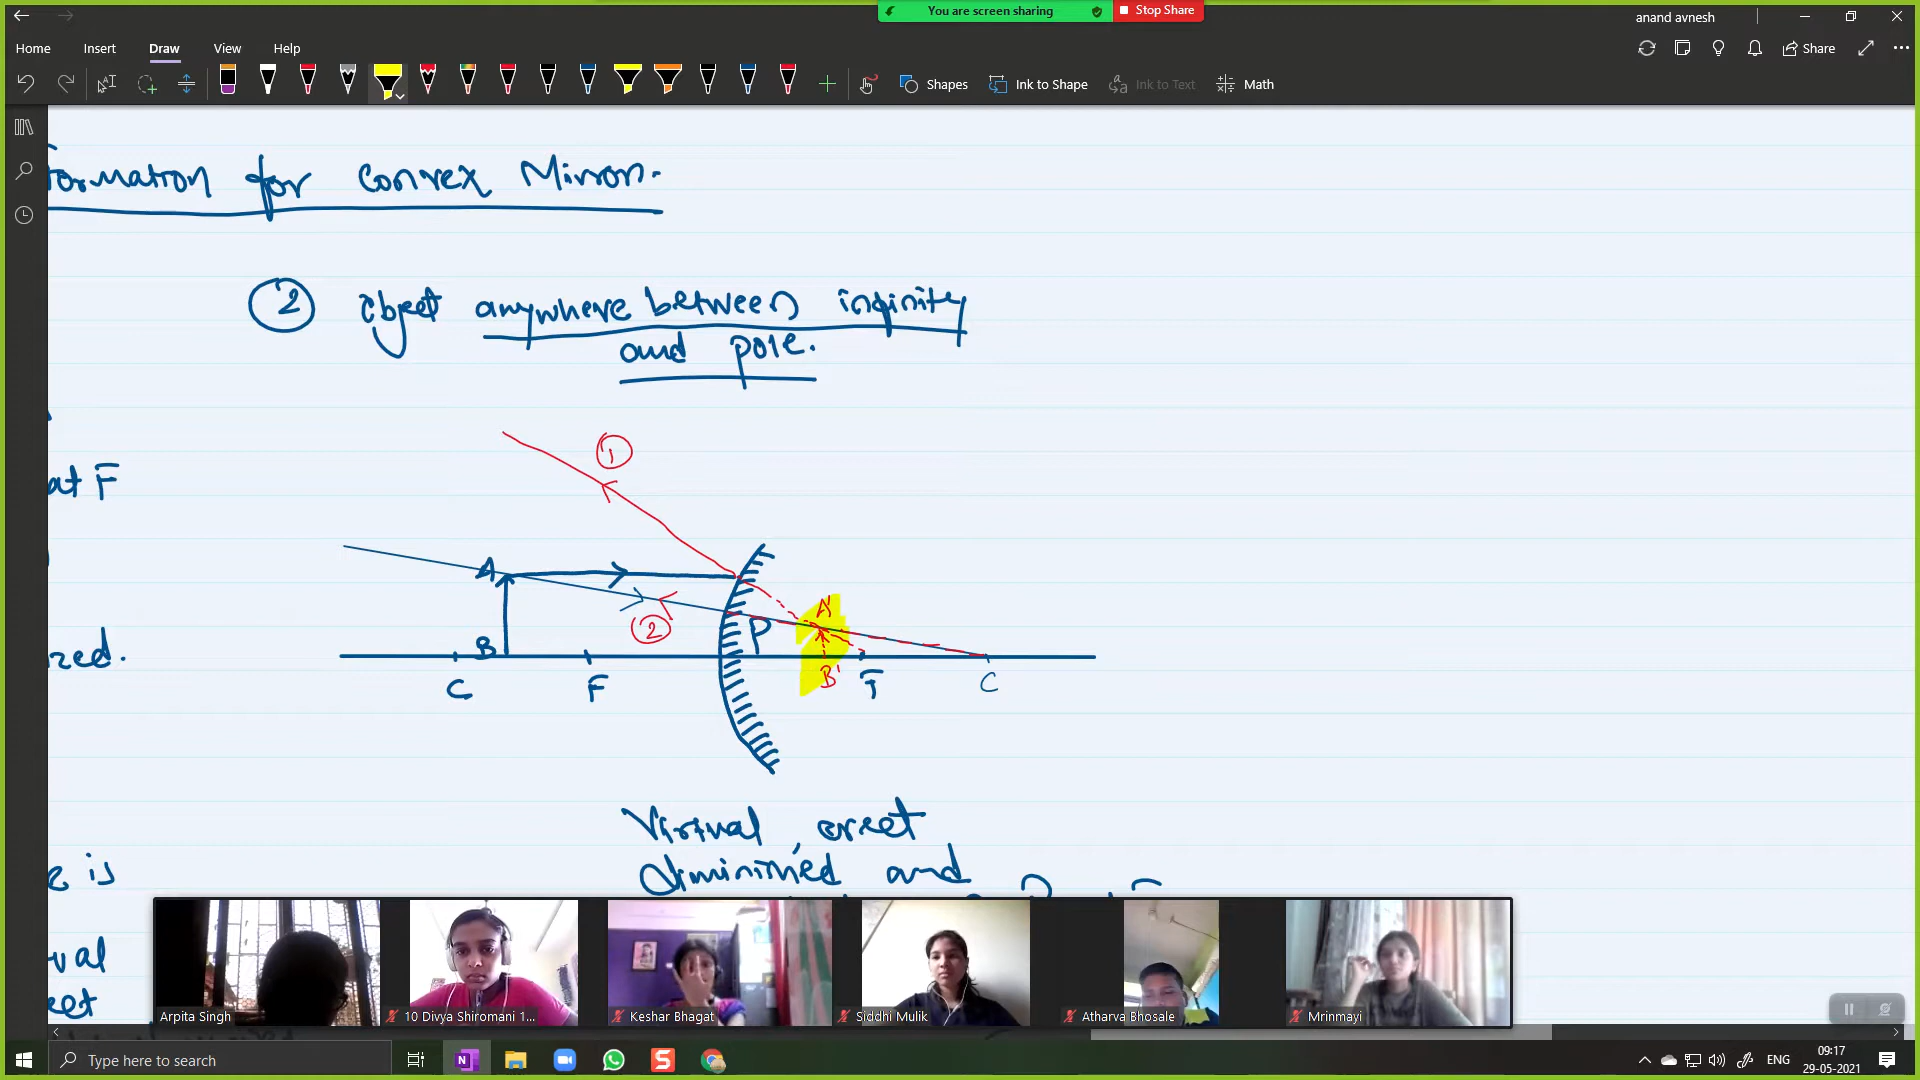 You are screen sharing
Stop Share
anand avnesh
Home Insert Draw View Help
Share
Shapes
Ink to Shape
Ink to Text
Math
formation for Convex Mirror.
2 Object anywhere between infinity
and pole.
at F
1
A
2
P
A'
B
B'
C F F C
zed.
Virtual, erect
diminished and
e is
Arpita Singh
10 Divya Shiromani 1...
Keshar Bhagat
Siddhi Mulik
Atharva Bhosale
Mrinmayi
Type here to search
ENG
09:17
29-05-2021